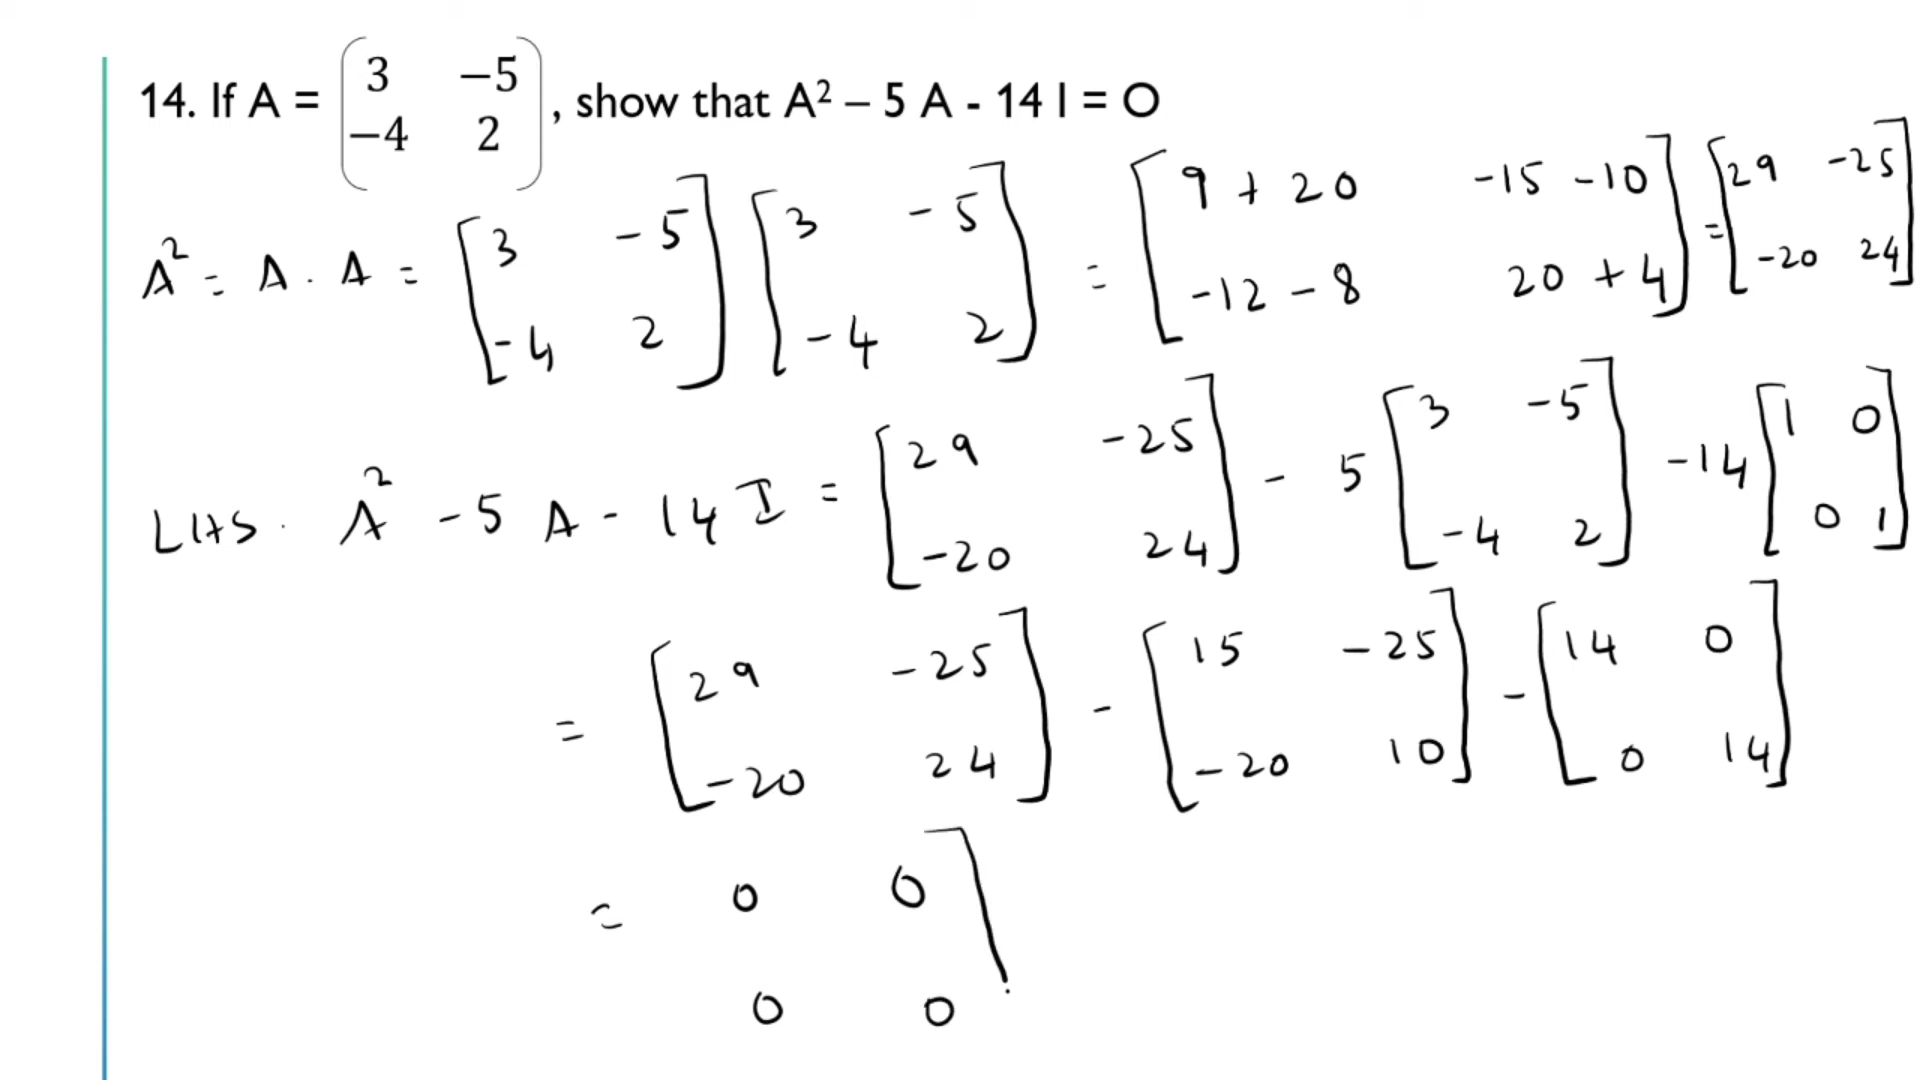 14. If A = (3 −5
−4 2), show that A² – 5 A - 14 I = O
A² = A . A = [3 -5
-4 2] [3 -5
-4 2] = [9 + 20 -15 -10
-12 - 8 20 + 4] = [29 -25
-20 24]
LHS. A² - 5 A - 14 I = [29 -25
-20 24] - 5 [3 -5
-4 2] -14 [1 0
0 1]
= [29 -25
-20 24] - [15 -25
-20 10] - [14 0
0 14]
= 0 0]
0 0